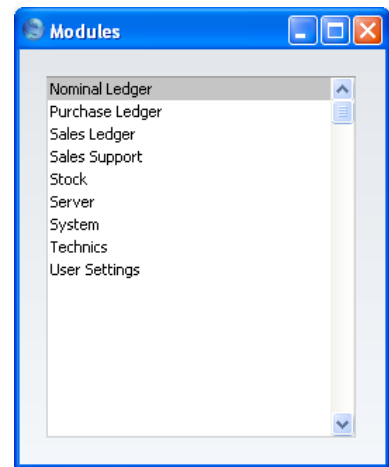 Modules
Nominal Ledger
Purchase Ledger
Sales Ledger
Sales Support
Stock
Server
System
Technics
User Settings